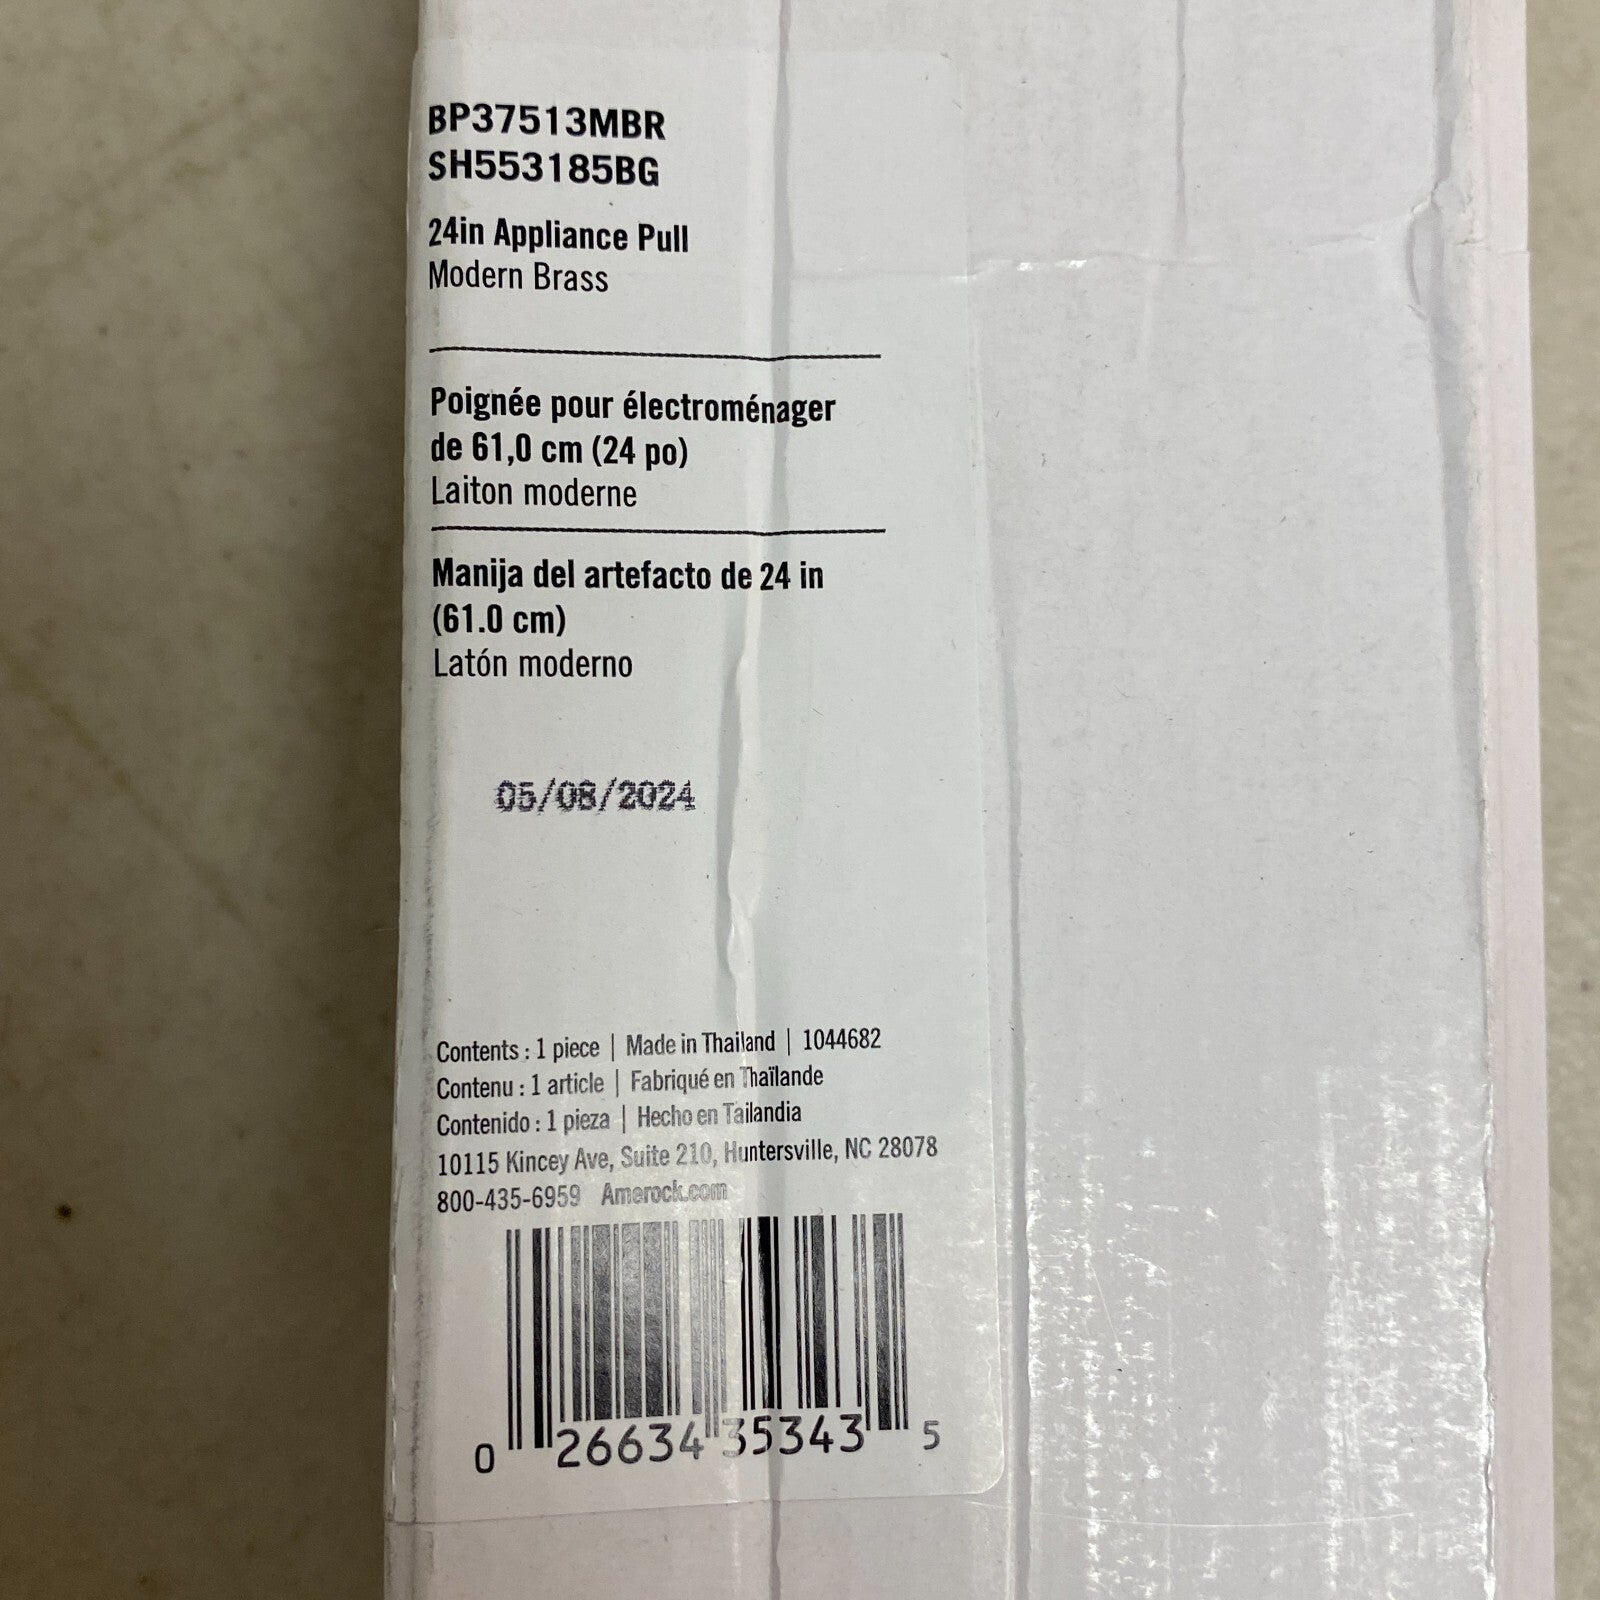 BP37513MBR
SH553185BG
24in Appliance Pull
Modern Brass
Poignée pour électroménager
de 61,0 cm (24 po)
Laiton moderne
Manija del artefacto de 24 in
(61.0 cm)
Latón moderno
05/08/2024
Contents : 1 piece | Made in Thailand | 1044682
Contenu : 1 article | Fabriqué en Thaïlande
Contenido : 1 pieza | Hecho en Tailandia
10115 Kincey Ave, Suite 210, Huntersville, NC 28078
800-435-6959 Amerock.com
0 26634 35343 5